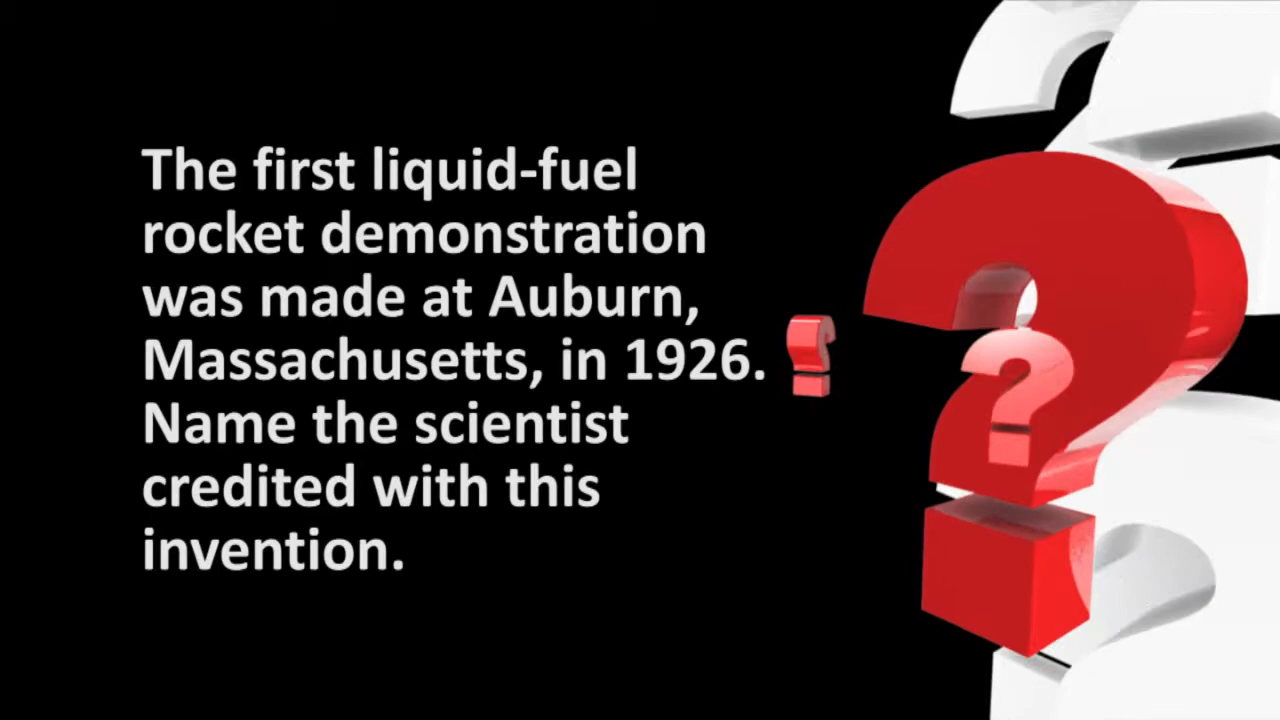 The first liquid-fuel
rocket demonstration
was made at Auburn,
Massachusetts, in 1926.
Name the scientist
credited with this
invention.